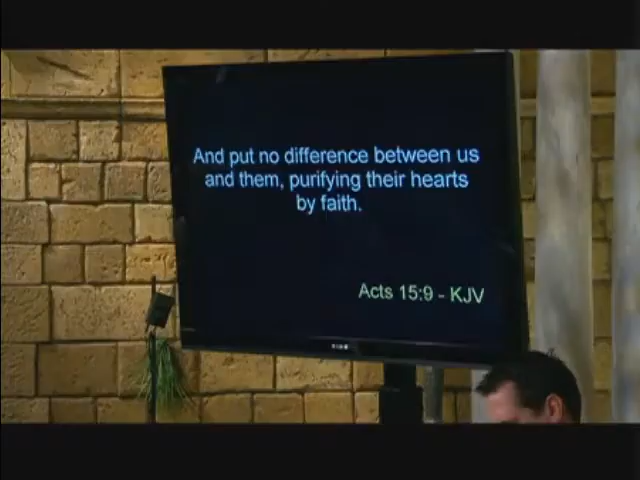 And put no difference between us
and them, purifying their hearts
by faith.
Acts 15:9 - KJV